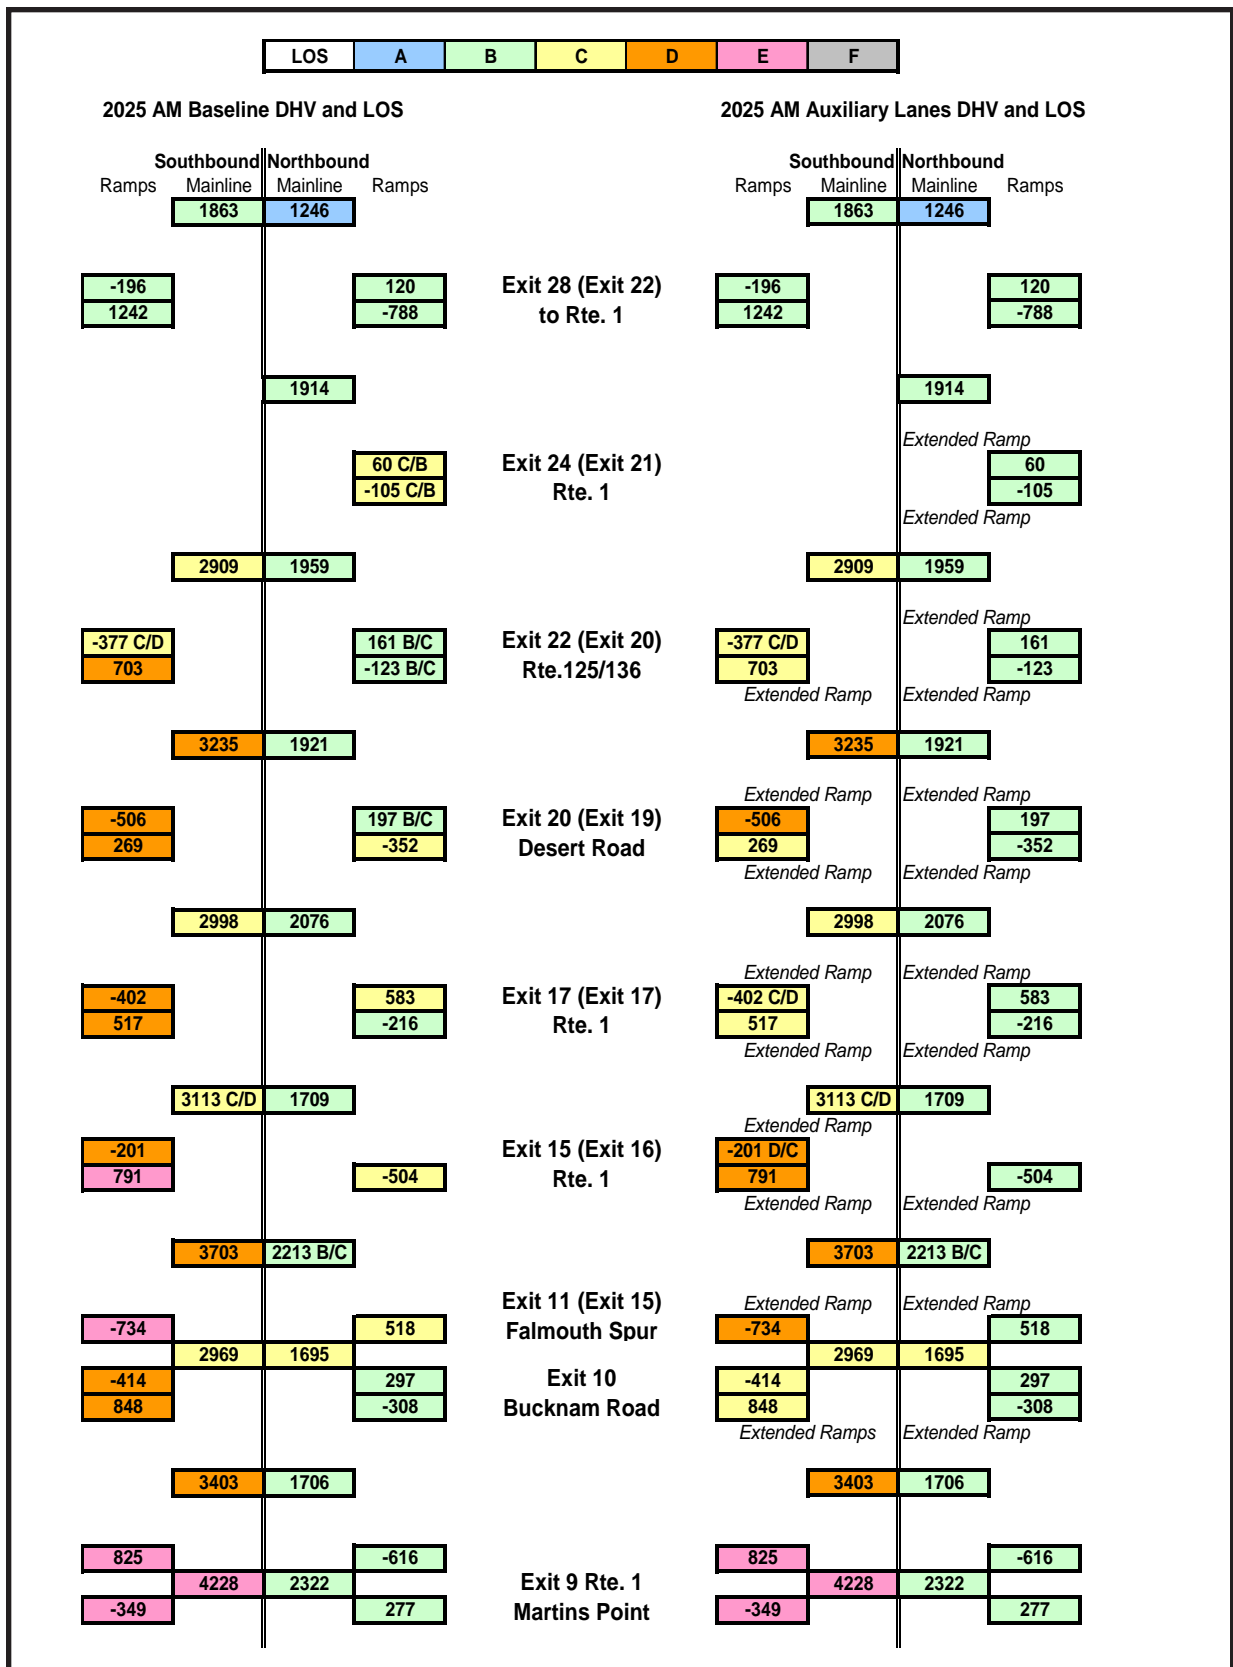 LOS A B C D E F
2025 AM Baseline DHV and LOS 2025 AM Auxiliary Lanes DHV and LOS
Southbound Northbound Southbound Northbound
Ramps Mainline Mainline Ramps Ramps Mainline Mainline Ramps
1863 1246 1863 1246
-196 120 Exit 28 (Exit 22) -196 120
1242 -788 to Rte. 1 1242 -788
1914 1914
Extended Ramp
60 C/B Exit 24 (Exit 21) 60
-105 C/B Rte. 1 -105
Extended Ramp
2909 1959 2909 1959
Extended Ramp
-377 C/D 161 B/C Exit 22 (Exit 20) -377 C/D 161
703 -123 B/C Rte.125/136 703 -123
Extended Ramp Extended Ramp
3235 1921 3235 1921
Extended Ramp Extended Ramp
-506 197 B/C Exit 20 (Exit 19) -506 197
269 -352 Desert Road 269 -352
Extended Ramp Extended Ramp
2998 2076 2998 2076
Extended Ramp Extended Ramp
-402 583 Exit 17 (Exit 17) -402 C/D 583
517 -216 Rte. 1 517 -216
Extended Ramp Extended Ramp
3113 C/D 1709 3113 C/D 1709
Extended Ramp
-201 Exit 15 (Exit 16) -201 D/C
791 -504 Rte. 1 791 -504
Extended Ramp Extended Ramp
3703 2213 B/C 3703 2213 B/C
Exit 11 (Exit 15) Extended Ramp Extended Ramp
-734 518 Falmouth Spur -734 518
2969 1695 2969 1695
-414 297 Exit 10 -414 297
848 -308 Bucknam Road 848 -308
Extended Ramps Extended Ramp
3403 1706 3403 1706
825 -616 825 -616
4228 2322 Exit 9 Rte. 1 4228 2322
-349 277 Martins Point -349 277